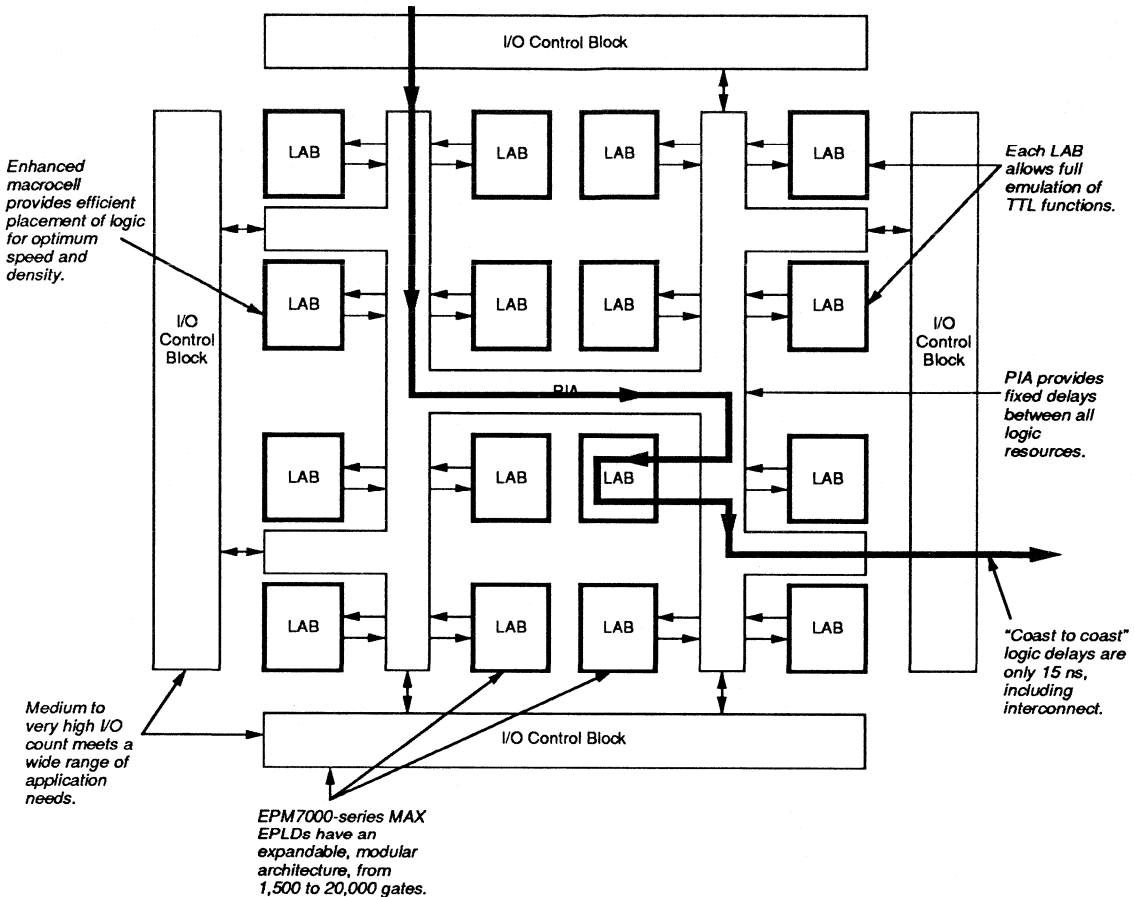 I/O Control Block
LAB
LAB
LAB
LAB
Enhanced
macrocell
provides efficient
placement of logic
for optimum
speed and
density.
Each LAB
allows full
emulation of
TTL functions.
LAB
LAB
LAB
LAB
I/O
Control
Block
I/O
Control
Block
PIA
PIA provides
fixed delays
between all
logic
resources.
LAB
LAB
LAB
LAB
LAB
LAB
LAB
LAB
"Coast to coast"
logic delays are
only 15 ns,
including
interconnect.
Medium to
very high I/O
count meets a
wide range of
application
needs.
I/O Control Block
EPM7000-series MAX
EPLDs have an
expandable, modular
architecture, from
1,500 to 20,000 gates.